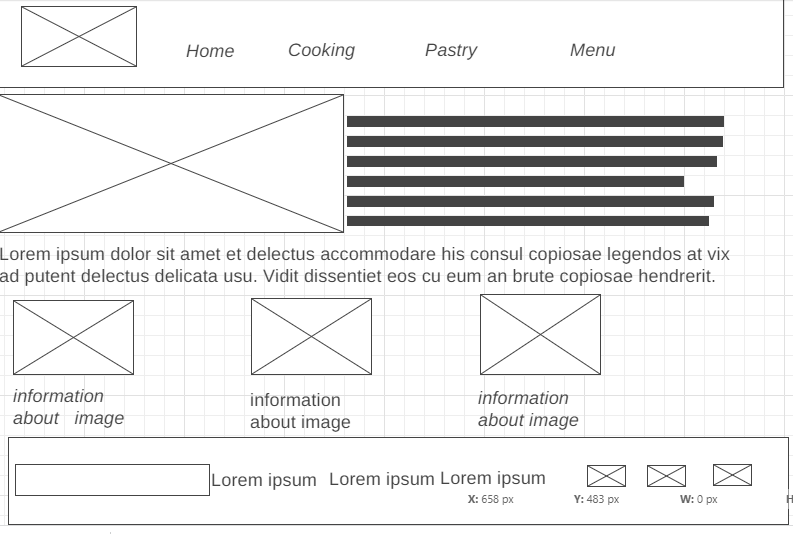 Home Cooking Pastry Menu
Lorem ipsum dolor sit amet et delectus accommodare his consul copiosae legendos at vix
ad putent delectus delicata usu. Vidit dissentiet eos cu eum an brute copiosae hendrerit.
information
about image
information
about image
information
about image
Lorem ipsum Lorem ipsum Lorem ipsum
X: 658 px Y: 483 px W: 0 px H